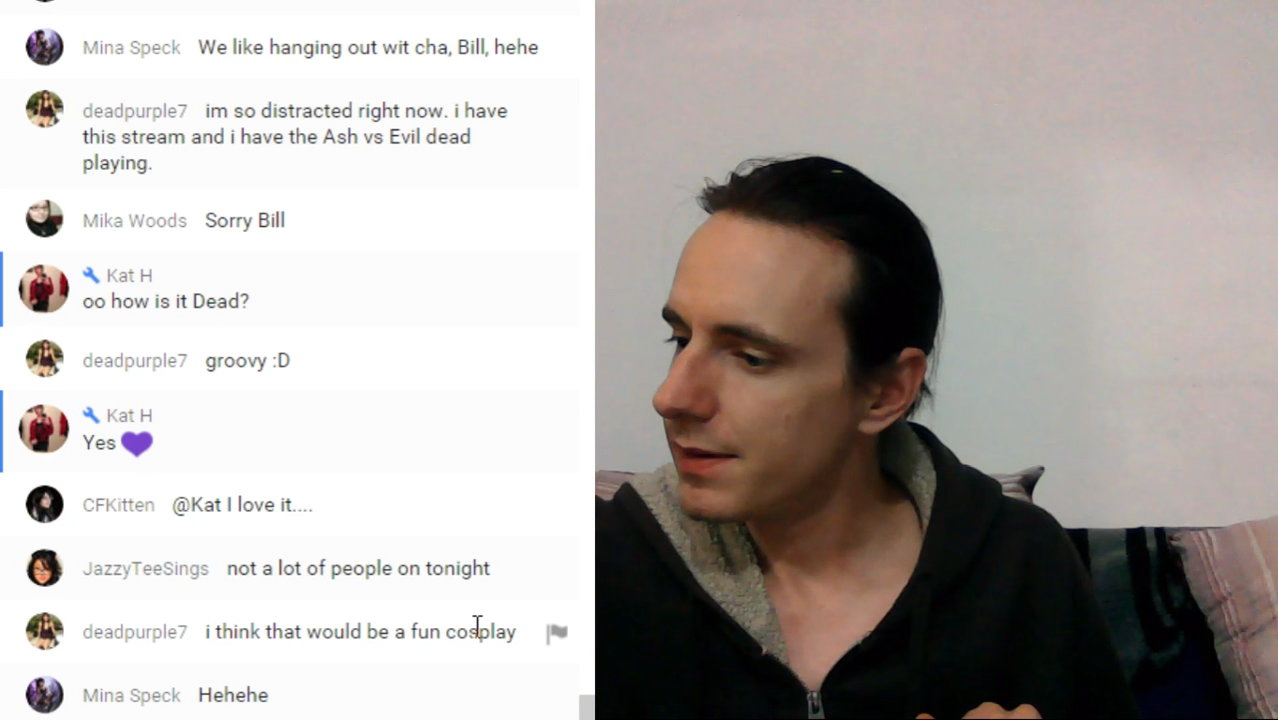 Mina Speck We like hanging out wit cha, Bill, hehe
deadpurple7 im so distracted right now. i have
this stream and i have the Ash vs Evil dead
playing.
Mika Woods Sorry Bill
Kat H
oo how is it Dead?
deadpurple7 groovy :D
Kat H
Yes 💜
CFKitten @Kat I love it....
JazzyTeeSings not a lot of people on tonight
deadpurple7 i think that would be a fun cosplay
Mina Speck Hehehe